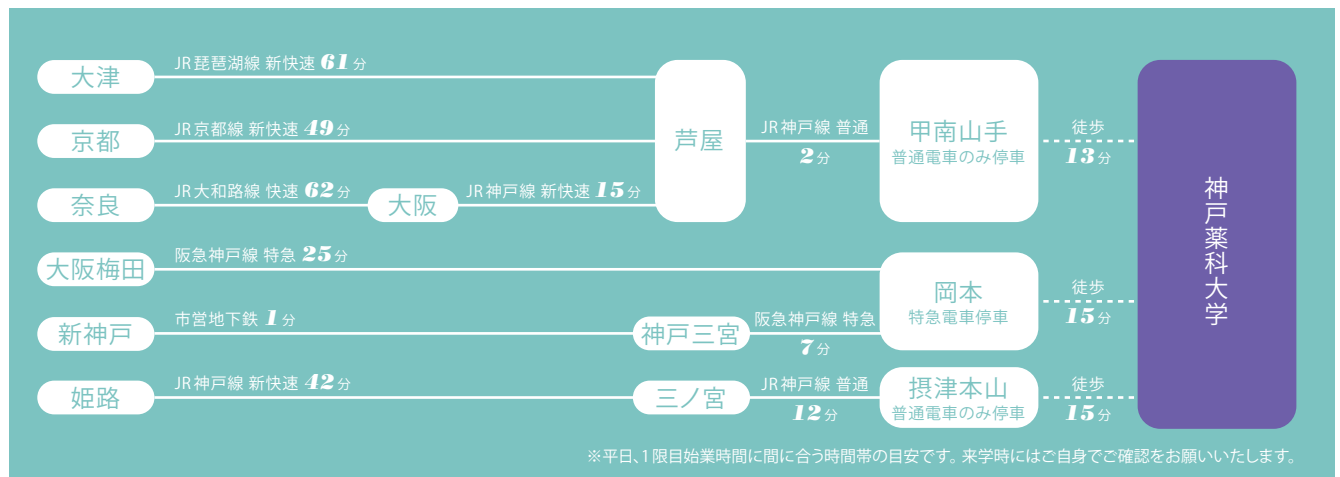 大津
JR琵琶湖線 新快速 61分
京都
JR京都線 新快速 49分
奈良
JR大和路線 快速 62分
大阪
JR神戸線 新快速 15分
芦屋
JR神戸線 普通
2分
甲南山手
普通電車のみ停車
徒歩
13分
大阪梅田
阪急神戸線 特急 25分
新神戸
市営地下鉄 1分
神戸三宮
阪急神戸線 特急
7分
岡本
特急電車停車
徒歩
15分
姫路
JR神戸線 新快速 42分
三ノ宮
JR神戸線 普通
12分
摂津本山
普通電車のみ停車
徒歩
15分
神戸薬科大学
※平日、1限目始業時間に間に合う時間帯の目安です。来学時にはご自身でご確認をお願いいたします。